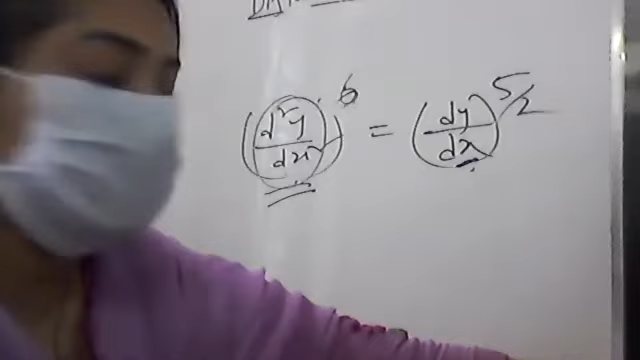 (d²y/dx²)⁶ = (dy/dx)^5/2